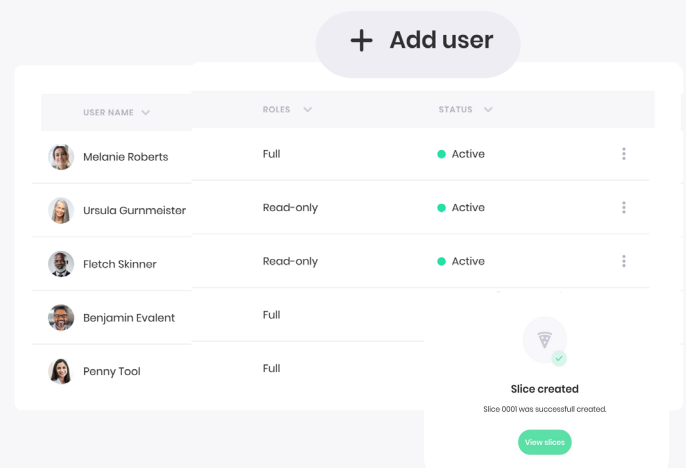 + Add user
USER NAME ROLES STATUS
Melanie Roberts Full Active
Ursula Gurnmeister Read-only Active
Fletch Skinner Read-only Active
Benjamin Evalent Full
Penny Tool Full
Slice created
Slice 0001 was successfull created.
View slices